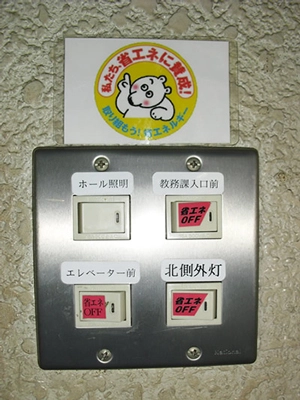 私たち、省エネに賛成!
取り組もう!省エネルギー
ホール照明
教務課入口前
省エネ
OFF
エレベーター前
北側外灯
省エネ
OFF
省エネ
OFF
National